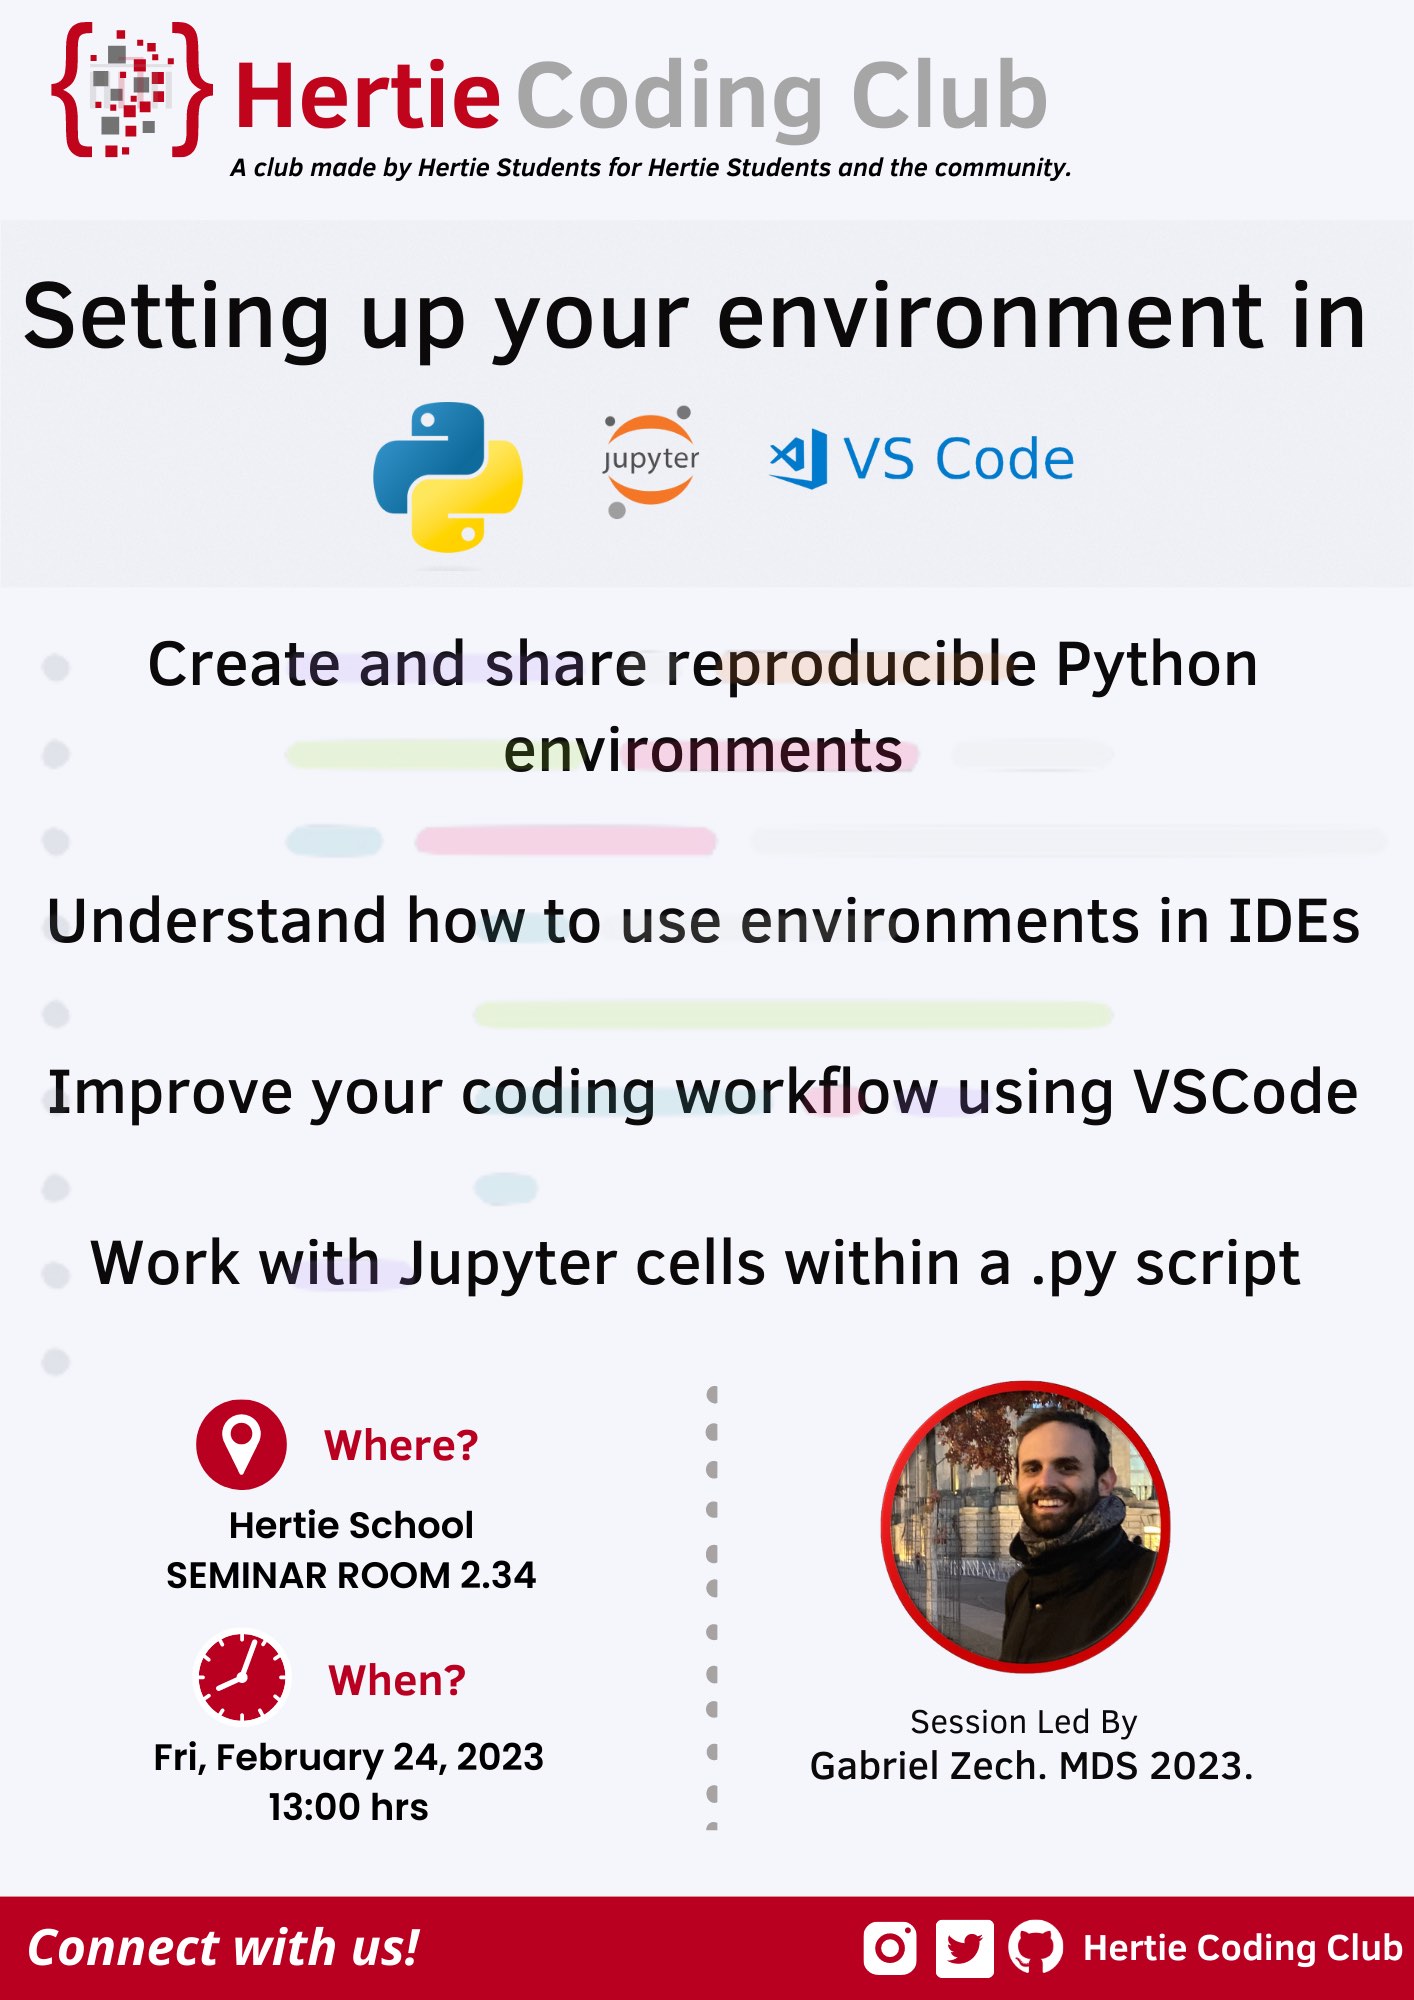 Hertie Coding Club
A club made by Hertie Students for Hertie Students and the community.
Setting up your environment in
jupyter
VS Code
Create and share reproducible Python
environments
Understand how to use environments in IDEs
Improve your coding workflow using VSCode
Work with Jupyter cells within a .py script
Where?
Hertie School
SEMINAR ROOM 2.34
When?
Fri, February 24, 2023
13:00 hrs
Session Led By
Gabriel Zech. MDS 2023.
Connect with us!
Hertie Coding Club